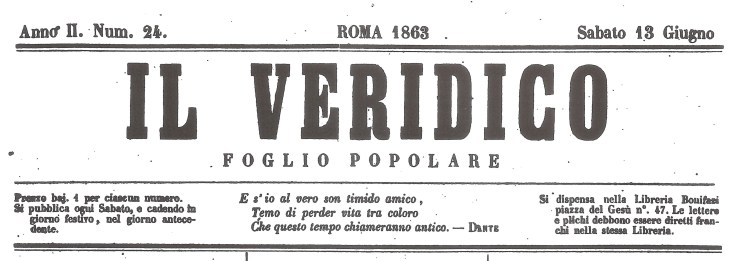 Anno II. Num. 24. ROMA 1863 Sabato 13 Giugno
IL VERIDICO
FOGLIO POPOLARE
Prezzo baj. 1 per ciascun numero.
Si pubblica ogni Sabato, e cadendo in
giorno festivo, nel giorno antece-
dente.
E s'io al vero son timido amico,
Temo di perder vita tra coloro
Che questo tempo chiameranno antico. — DANTE
Si dispensa nella Libreria Bonifazi
piazza del Gesù n°. 47. Le lettere
e plichi debbono essere diretti fran-
chi nella stessa Libreria.